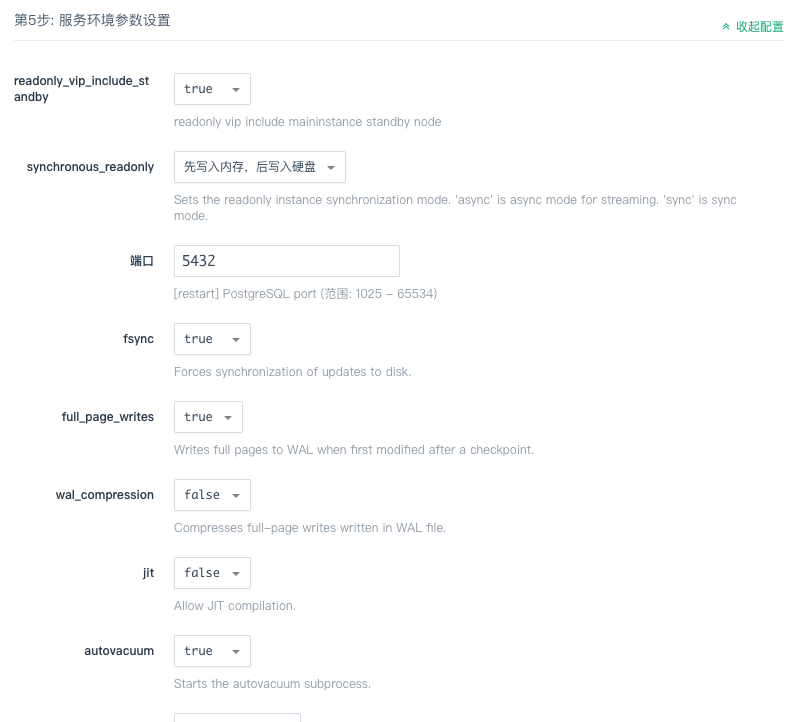 第5步: 服务环境参数设置
收起配置
readonly_vip_include_st
andby
true
readonly vip include maininstance standby node
synchronous_readonly
先写入内存，后写入硬盘
Sets the readonly instance synchronization mode. 'async' is async mode for streaming. 'sync' is sync
mode.
端口
5432
[restart] PostgreSQL port (范围: 1025 - 65534)
fsync
true
Forces synchronization of updates to disk.
full_page_writes
true
Writes full pages to WAL when first modified after a checkpoint.
wal_compression
false
Compresses full-page writes written in WAL file.
jit
false
Allow JIT compilation.
autovacuum
true
Starts the autovacuum subprocess.